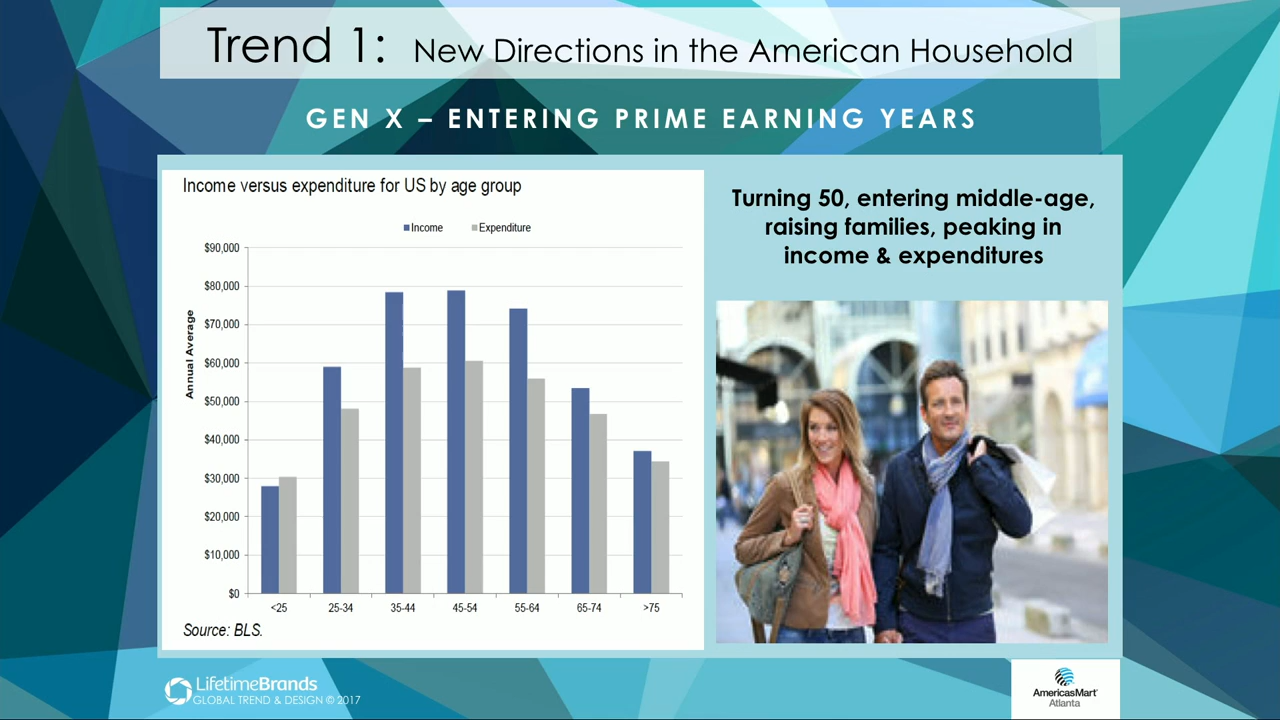 Trend 1: New Directions in the American Household
GEN X – ENTERING PRIME EARNING YEARS
Income versus expenditure for US by age group
Income Expenditure
$90,000
$80,000
$70,000
$60,000
$50,000
$40,000
$30,000
$20,000
$10,000
$0
Annual Average
<25 25-34 35-44 45-54 55-64 65-74 >75
Source: BLS.
Turning 50, entering middle-age,
raising families, peaking in
income & expenditures
LifetimeBrands
GLOBAL TREND & DESIGN © 2017
AmericasMart®
Atlanta